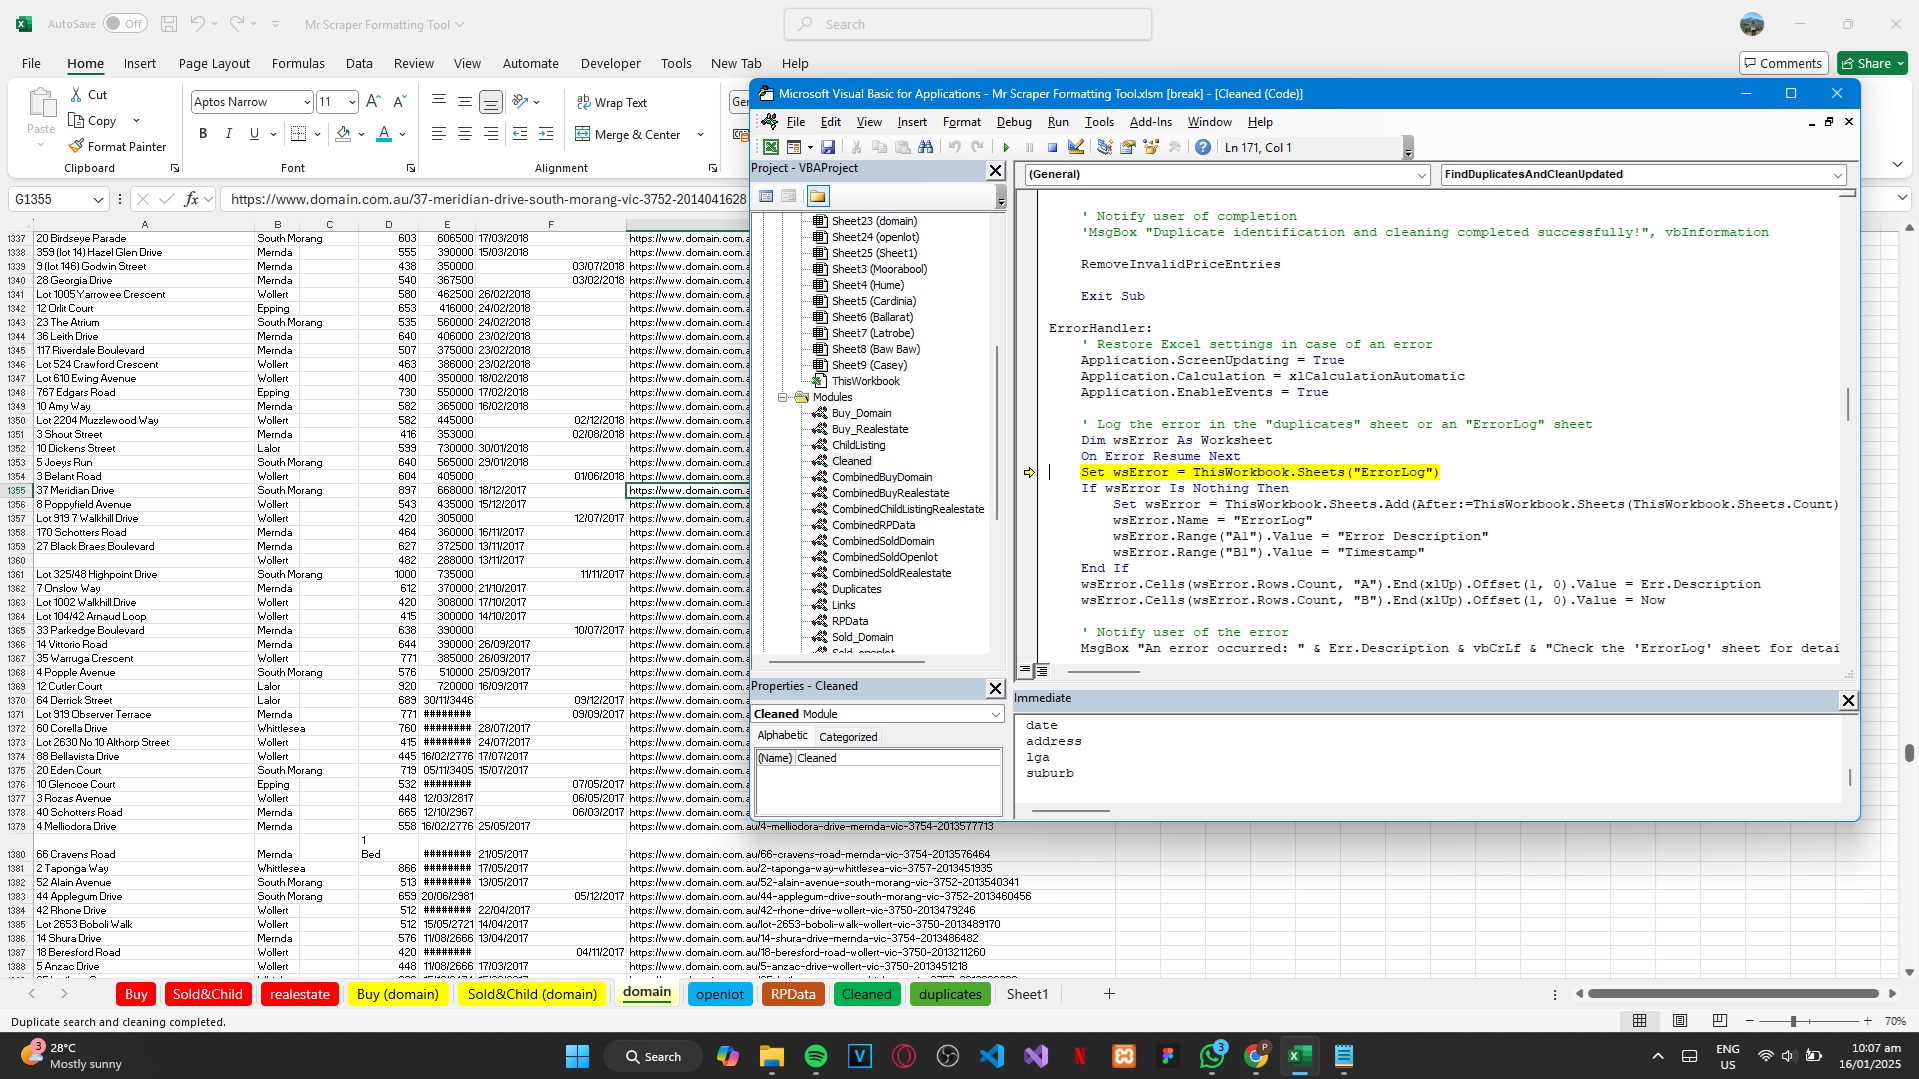 AutoSave Off Mr Scraper Formatting Tool Search
File Home Insert Page Layout Formulas Data Review View Automate Developer Tools New Tab Help Comments Share
Paste Cut Copy Format Painter Clipboard
Aptos Narrow 11 B I U Font
Wrap Text Merge & Center Alignment
G1355 fx https://www.domain.com.au/37-meridian-drive-south-morang-vic-3752-2014041628
A B C D E F
1337 20 Birdseye Parade South Morang 603 606500 17/03/2018 https://www.domain.com.a
1338 359 (lot 14) Hazel Glen Drive Mernda 555 390000 15/03/2018 https://www.domain.com.a
1339 9 (lot 146) Godwin Street Mernda 438 350000 03/07/2018 https://www.domain.com.a
1340 28 Georgia Drive Mernda 540 367500 03/02/2018 https://www.domain.com.a
1341 Lot 1005 Yarrowee Crescent Wollert 580 462500 26/02/2018 https://www.domain.com.a
1342 12 Orlit Court Epping 653 416000 24/02/2018 https://www.domain.com.a
1343 23 The Atrium South Morang 535 560000 24/02/2018 https://www.domain.com.a
1344 36 Leith Drive Mernda 640 406000 23/02/2018 https://www.domain.com.a
1345 117 Riverdale Boulevard Mernda 507 375000 23/02/2018 https://www.domain.com.a
1346 Lot 524 Crawford Crescent Wollert 463 386000 23/02/2018 https://www.domain.com.a
1347 Lot 610 Ewing Avenue Wollert 400 350000 18/02/2018 https://www.domain.com.a
1348 767 Edgars Road Epping 730 550000 17/02/2018 https://www.domain.com.a
1349 10 Amy Way Mernda 582 365000 16/02/2018 https://www.domain.com.a
1350 Lot 2204 Muzzlewood Way Wollert 582 445000 02/12/2018 https://www.domain.com.a
1351 3 Shout Street Mernda 416 353000 02/08/2018 https://www.domain.com.a
1352 10 Dickens Street Lalor 599 730000 30/01/2018 https://www.domain.com.a
1353 5 Joeys Run South Morang 640 565000 29/01/2018 https://www.domain.com.a
1354 3 Belant Road Wollert 604 405000 01/06/2018 https://www.domain.com.a
1355 37 Meridian Drive South Morang 897 668000 18/12/2017 https://www.domain.com.a
1356 8 Poppyfield Avenue Wollert 543 435000 15/12/2017 https://www.domain.com.a
1357 Lot 919 7 Walkhill Drive Wollert 420 305000 12/07/2017 https://www.domain.com.a
1358 170 Schotters Road Mernda 464 360000 16/11/2017 https://www.domain.com.a
1359 27 Black Braes Boulevard Mernda 627 372500 13/11/2017 https://www.domain.com.a
1360 Wollert 482 286000 13/11/2017 https://www.domain.com.a
1361 Lot 325/48 Highpoint Drive South Morang 1000 735000 11/11/2017 https://www.domain.com.a
1362 7 Onslow Way Mernda 612 370000 21/10/2017 https://www.domain.com.a
1363 Lot 1002 Walkhill Drive Wollert 420 308000 17/10/2017 https://www.domain.com.a
1364 Lot 104/42 Arnaud Loop Wollert 415 300000 14/10/2017 https://www.domain.com.a
1365 33 Parkedge Boulevard Mernda 638 390000 10/07/2017 https://www.domain.com.a
1366 14 Vittorio Road Mernda 644 390000 26/09/2017 https://www.domain.com.a
1367 35 Warruga Crescent Wollert 771 385000 26/09/2017 https://www.domain.com.a
1368 4 Popple Avenue South Morang 576 510000 25/09/2017 https://www.domain.com.a
1369 12 Cutler Court Lalor 920 720000 16/09/2017 https://www.domain.com.a
1370 64 Derrick Street Lalor 689 30/11/3446 09/12/2017 https://www.domain.com.a
1371 Lot 919 Observer Terrace Mernda 771 ######## 09/09/2017 https://www.domain.com.a
1372 60 Corella Drive Whittlesea 760 ######## 28/07/2017 https://www.domain.com.a
1373 Lot 2630 No 10 Althorp Street Wollert 415 ######## 24/07/2017 https://www.domain.com.a
1374 88 Bellavista Drive Wollert 445 16/02/2776 17/07/2017 https://www.domain.com.a
1375 20 Eden Court South Morang 719 05/11/3405 15/07/2017 https://www.domain.com.a
1376 10 Glencoe Court Epping 532 ######## 07/05/2017 https://www.domain.com.a
1377 3 Rozas Avenue Wollert 448 12/03/2817 06/05/2017 https://www.domain.com.a
1378 40 Schotters Road Mernda 665 12/10/2967 06/03/2017 https://www.domain.com.a
1379 4 Melliodora Drive Mernda 558 16/02/2776 25/05/2017 https://www.domain.com.au/4-melliodora-drive-mernda-vic-3754-2013577713
1
1380 66 Cravens Road Mernda Bed ######## 21/05/2017 https://www.domain.com.au/66-cravens-road-mernda-vic-3754-2013576464
1381 2 Taponga Way Whittlesea 866 ######## 17/05/2017 https://www.domain.com.au/2-taponga-way-whittlesea-vic-3757-2013451935
1382 52 Alain Avenue South Morang 513 ######## 13/05/2017 https://www.domain.com.au/52-alain-avenue-south-morang-vic-3752-2013540341
1383 44 Applegum Drive South Morang 659 20/06/2981 05/12/2017 https://www.domain.com.au/44-applegum-drive-south-morang-vic-3752-2013460456
1384 42 Rhone Drive Wollert 512 ######## 22/04/2017 https://www.domain.com.au/42-rhone-drive-wollert-vic-3750-2013479246
1385 Lot 2653 Boboli Walk Wollert 512 15/05/2721 14/04/2017 https://www.domain.com.au/lot-2653-boboli-walk-wollert-vic-3750-2013489170
1386 14 Shura Drive Mernda 576 11/08/2666 13/04/2017 https://www.domain.com.au/14-shura-drive-mernda-vic-3754-2013486482
1387 18 Beresford Road Wollert 420 ######## 04/11/2017 https://www.domain.com.au/18-beresford-road-wollert-vic-3750-2013211260
1388 5 Anzac Drive Wollert 448 11/08/2666 17/03/2017 https://www.domain.com.au/5-anzac-drive-wollert-vic-3750-2013451218
Microsoft Visual Basic for Applications - Mr Scraper Formatting Tool.xlsm [break] - [Cleaned (Code)]
File Edit View Insert Format Debug Run Tools Add-Ins Window Help
Ln 171, Col 1
Project - VBAProject
Sheet23 (domain)
Sheet24 (openlot)
Sheet25 (Sheet1)
Sheet3 (Moorabool)
Sheet4 (Hume)
Sheet5 (Cardinia)
Sheet6 (Ballarat)
Sheet7 (Latrobe)
Sheet8 (Baw Baw)
Sheet9 (Casey)
ThisWorkbook
Modules
Buy_Domain
Buy_Realestate
ChildListing
Cleaned
CombinedBuyDomain
CombinedBuyRealestate
CombinedChildListingRealestate
CombinedRPData
CombinedSoldDomain
CombinedSoldOpenlot
CombinedSoldRealestate
Duplicates
Links
RPData
Sold_Domain
Sold_openlot
Properties - Cleaned
Cleaned Module
Alphabetic Categorized
(Name) Cleaned
(General) FindDuplicatesAndCleanUpdated
' Notify user of completion
'MsgBox "Duplicate identification and cleaning completed successfully!", vbInformation
RemoveInvalidPriceEntries
Exit Sub
ErrorHandler:
' Restore Excel settings in case of an error
Application.ScreenUpdating = True
Application.Calculation = xlCalculationAutomatic
Application.EnableEvents = True
' Log the error in the "duplicates" sheet or an "ErrorLog" sheet
Dim wsError As Worksheet
On Error Resume Next
Set wsError = ThisWorkbook.Sheets("ErrorLog")
If wsError Is Nothing Then
Set wsError = ThisWorkbook.Sheets.Add(After:=ThisWorkbook.Sheets(ThisWorkbook.Sheets.Count)
wsError.Name = "ErrorLog"
wsError.Range("A1").Value = "Error Description"
wsError.Range("B1").Value = "Timestamp"
End If
wsError.Cells(wsError.Rows.Count, "A").End(xlUp).Offset(1, 0).Value = Err.Description
wsError.Cells(wsError.Rows.Count, "B").End(xlUp).Offset(1, 0).Value = Now
' Notify user of the error
MsgBox "An error occurred: " & Err.Description & vbCrLf & "Check the 'ErrorLog' sheet for detai
Immediate
date
address
lga
suburb
Buy Sold&Child realestate Buy (domain) Sold&Child (domain) domain openlot RPData Cleaned duplicates Sheet1
Duplicate search and cleaning completed. 70%
3 28°C
Mostly sunny
Search
3
P
ENG
US
10:07 am
16/01/2025